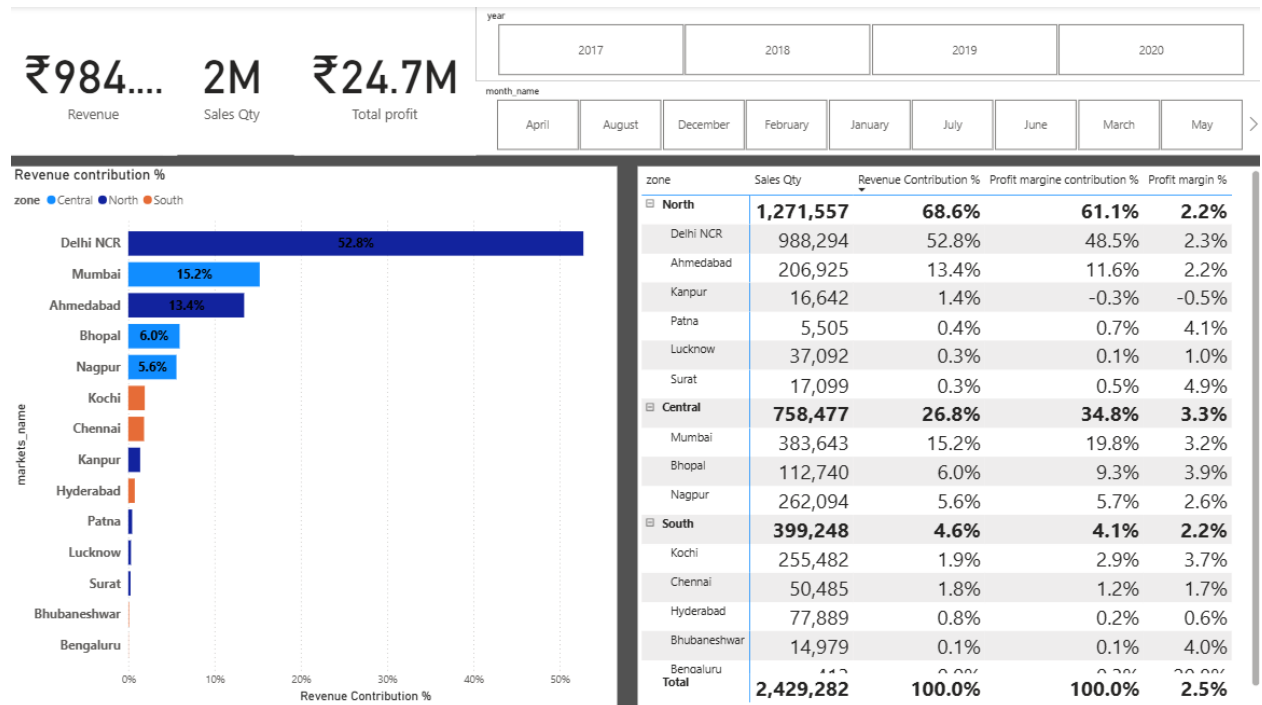 year
2017 2018 2019 2020
₹984.... 2M ₹24.7M
Revenue Sales Qty Total profit
month_name
April August December February January July June March May
Revenue contribution %
zone Central North South
Delhi NCR 52.8%
Mumbai 15.2%
Ahmedabad 13.4%
Bhopal 6.0%
Nagpur 5.6%
Kochi
Chennai
Kanpur
Hyderabad
Patna
Lucknow
Surat
Bhubaneshwar
Bengaluru
markets_name
0% 10% 20% 30% 40% 50%
Revenue Contribution %
zone Sales Qty Revenue Contribution % Profit margine contribution % Profit margin %
North 1,271,557 68.6% 61.1% 2.2%
Delhi NCR 988,294 52.8% 48.5% 2.3%
Ahmedabad 206,925 13.4% 11.6% 2.2%
Kanpur 16,642 1.4% -0.3% -0.5%
Patna 5,505 0.4% 0.7% 4.1%
Lucknow 37,092 0.3% 0.1% 1.0%
Surat 17,099 0.3% 0.5% 4.9%
Central 758,477 26.8% 34.8% 3.3%
Mumbai 383,643 15.2% 19.8% 3.2%
Bhopal 112,740 6.0% 9.3% 3.9%
Nagpur 262,094 5.6% 5.7% 2.6%
South 399,248 4.6% 4.1% 2.2%
Kochi 255,482 1.9% 2.9% 3.7%
Chennai 50,485 1.8% 1.2% 1.7%
Hyderabad 77,889 0.8% 0.2% 0.6%
Bhubaneshwar 14,979 0.1% 0.1% 4.0%
Bengaluru
Total 2,429,282 100.0% 100.0% 2.5%